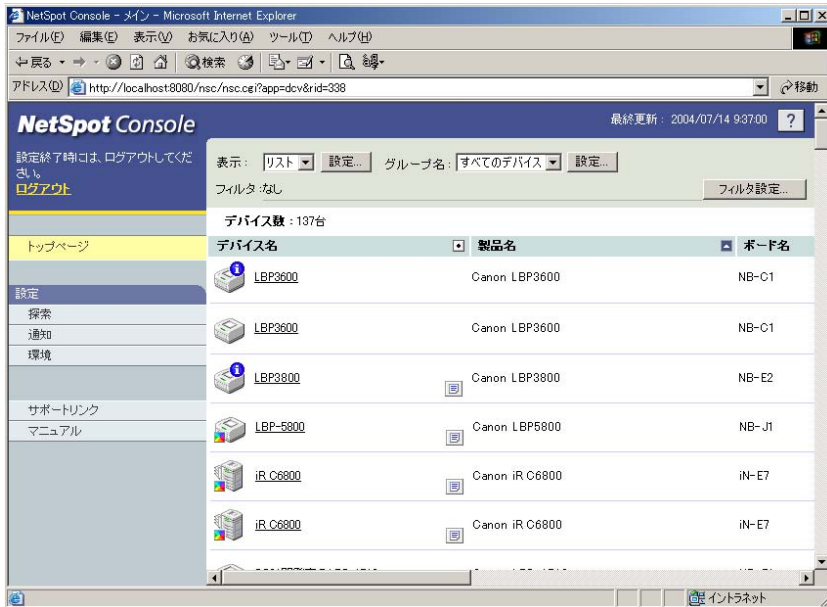 NetSpot Console - メイン - Microsoft Internet Explorer
ファイル(F) 編集(E) 表示(V) お気に入り(A) ツール(T) ヘルプ(H)
戻る 検索
アドレス(D) http://localhost:8080/nsc/nsc.cgi?app=dcv&rid=338 移動
NetSpot Console
最終更新 : 2004/07/14 9:37:00 ?
設定終了時には、ログアウトしてくだ
さい。
ログアウト
表示 : リスト 設定... グループ名 : すべてのデバイス 設定...
フィルタ :なし フィルタ設定...
デバイス数 : 137台
トップページ
設定
探索
通知
環境
サポートリンク
マニュアル
デバイス名 製品名 ボード名
LBP3600 Canon LBP3600 NB-C1
LBP3600 Canon LBP3600 NB-C1
LBP3800 Canon LBP3800 NB-E2
LBP-5800 Canon LBP5800 NB-J1
iR C6800 Canon iR C6800 iN-E7
iR C6800 Canon iR C6800 iN-E7
イントラネット